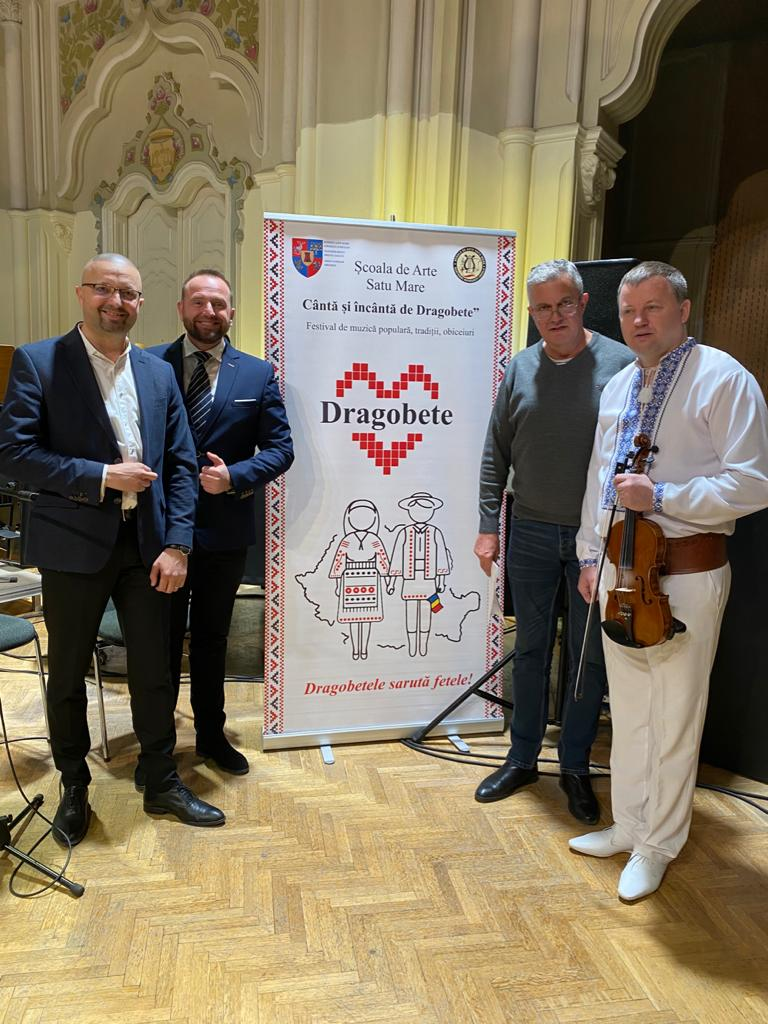 Școala de Arte
Satu Mare
Cântă și încântă de Dragobete”
Festival de muzică populară, tradiții, obiceiuri
Dragobete
Dragobetele sarută fetele!